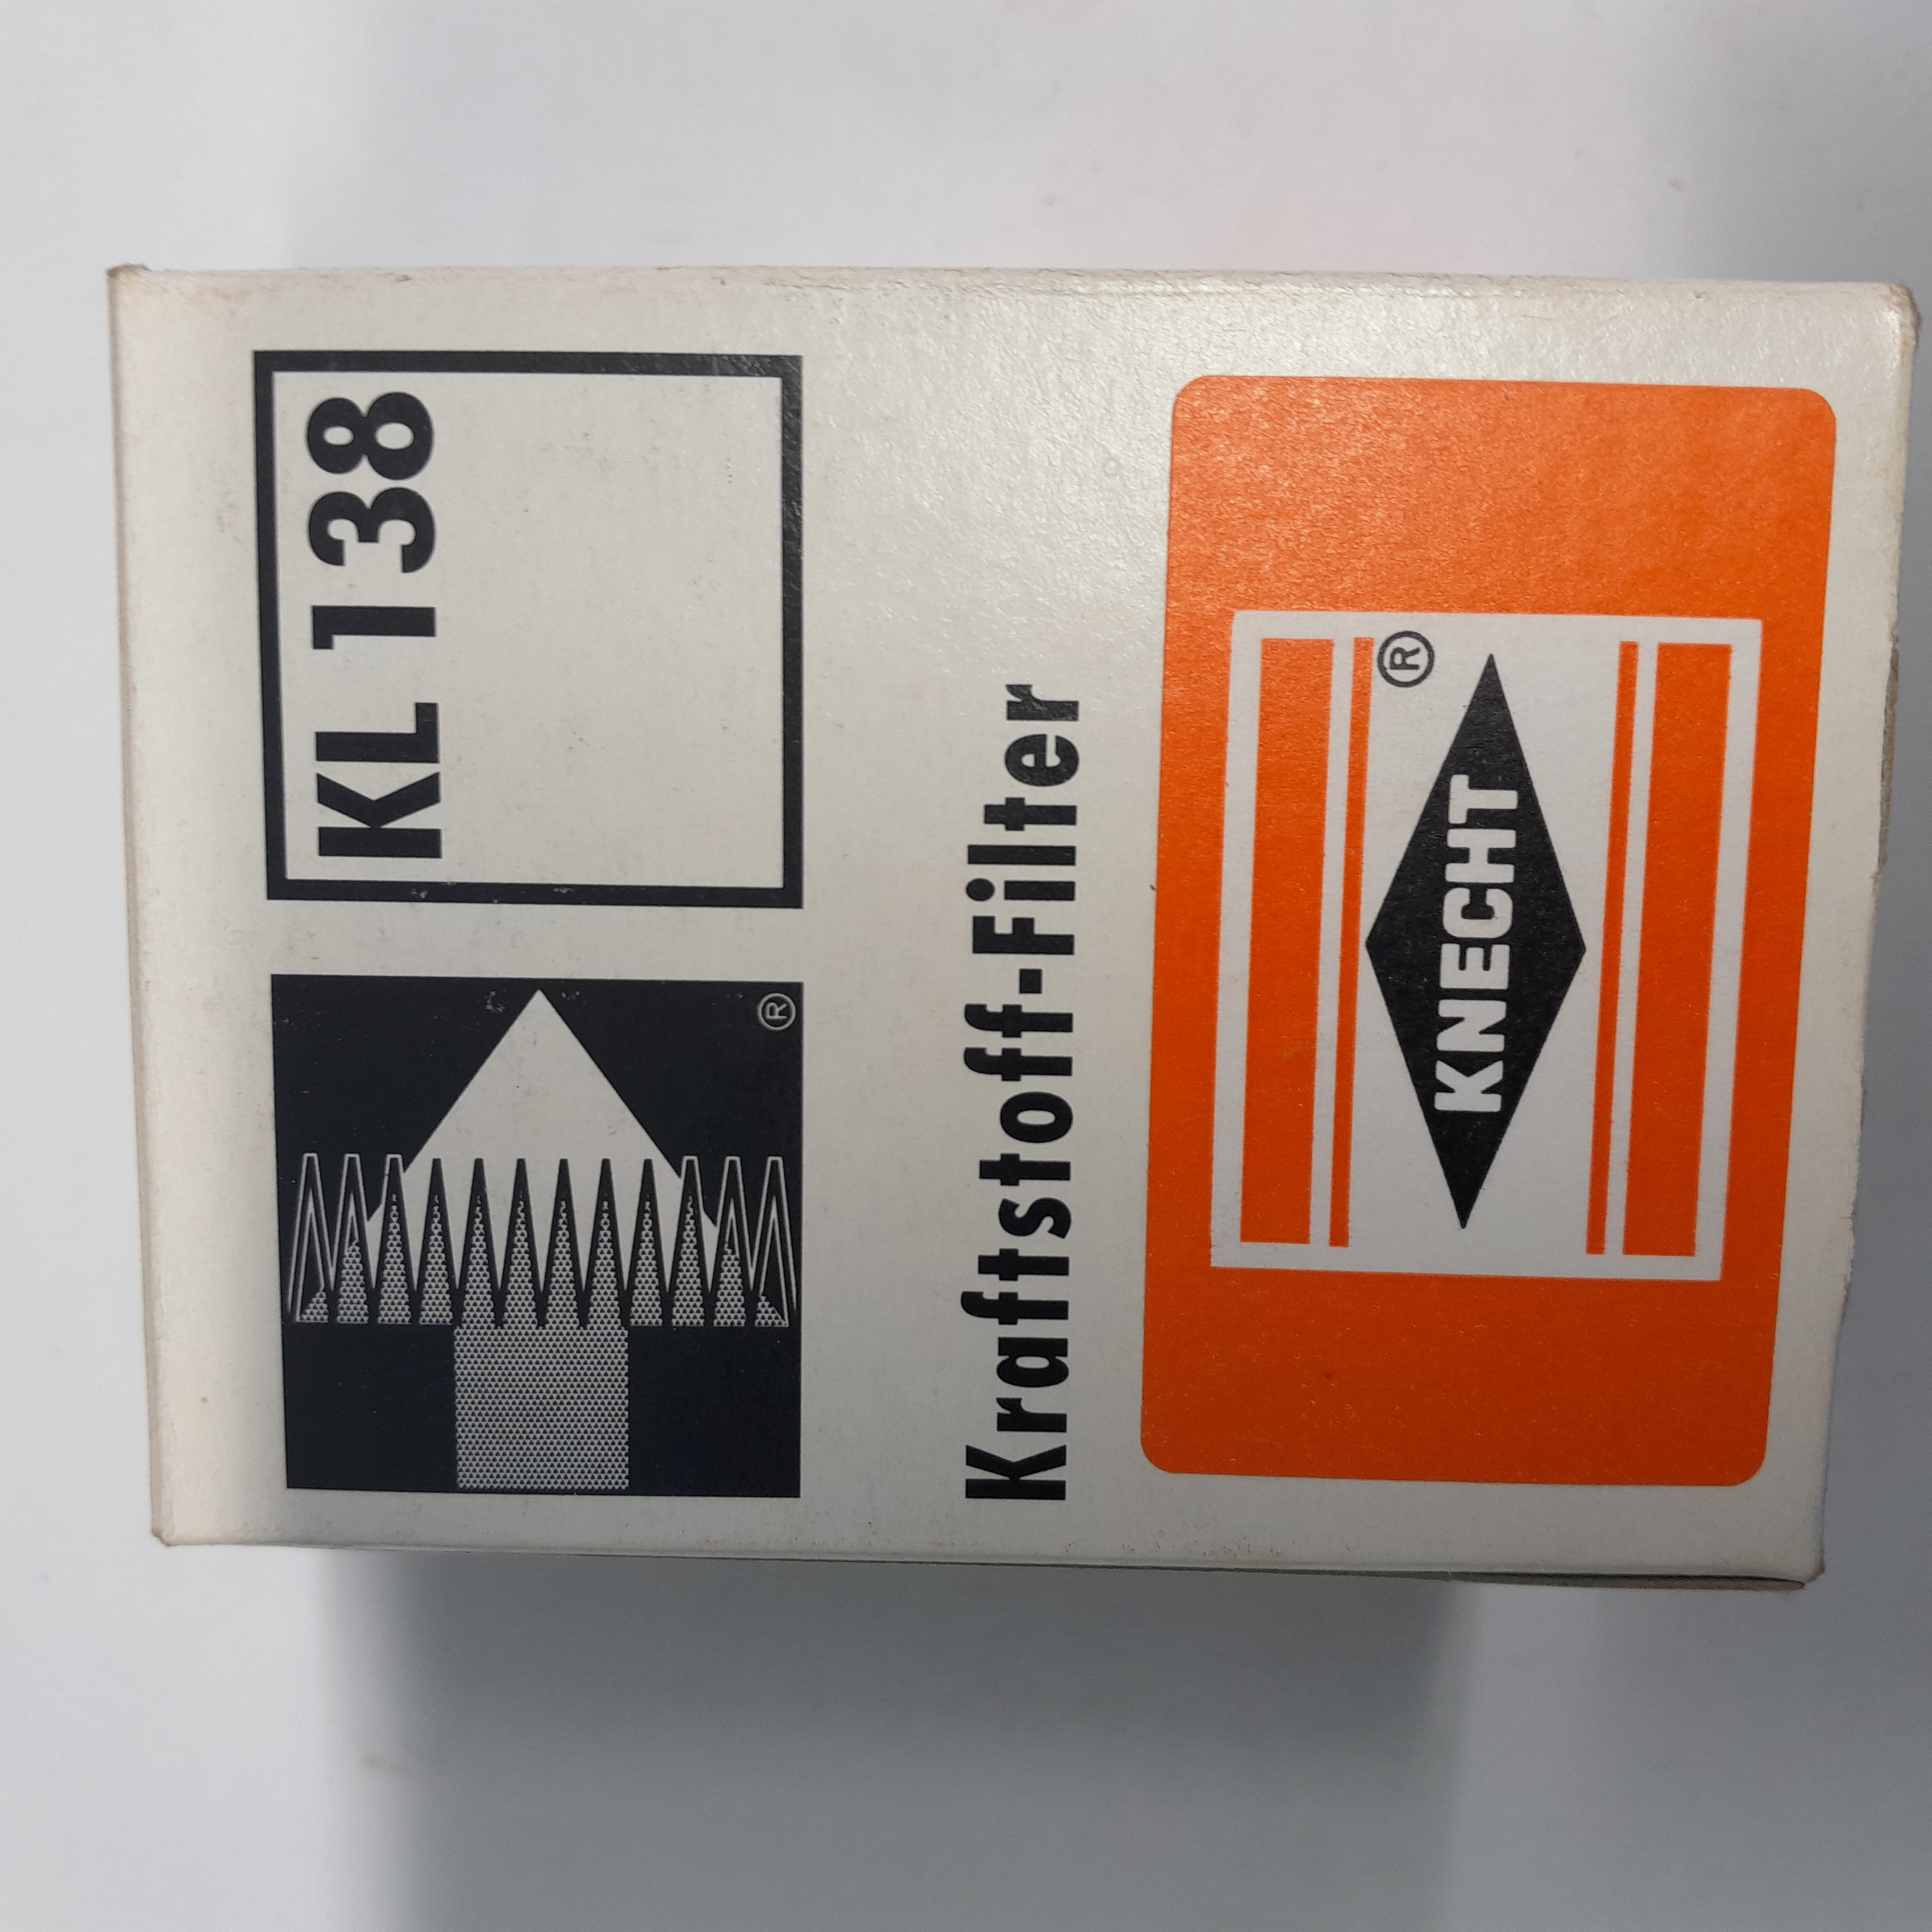 KL 138
®
Kraftstoff-Filter
®
KNECHT